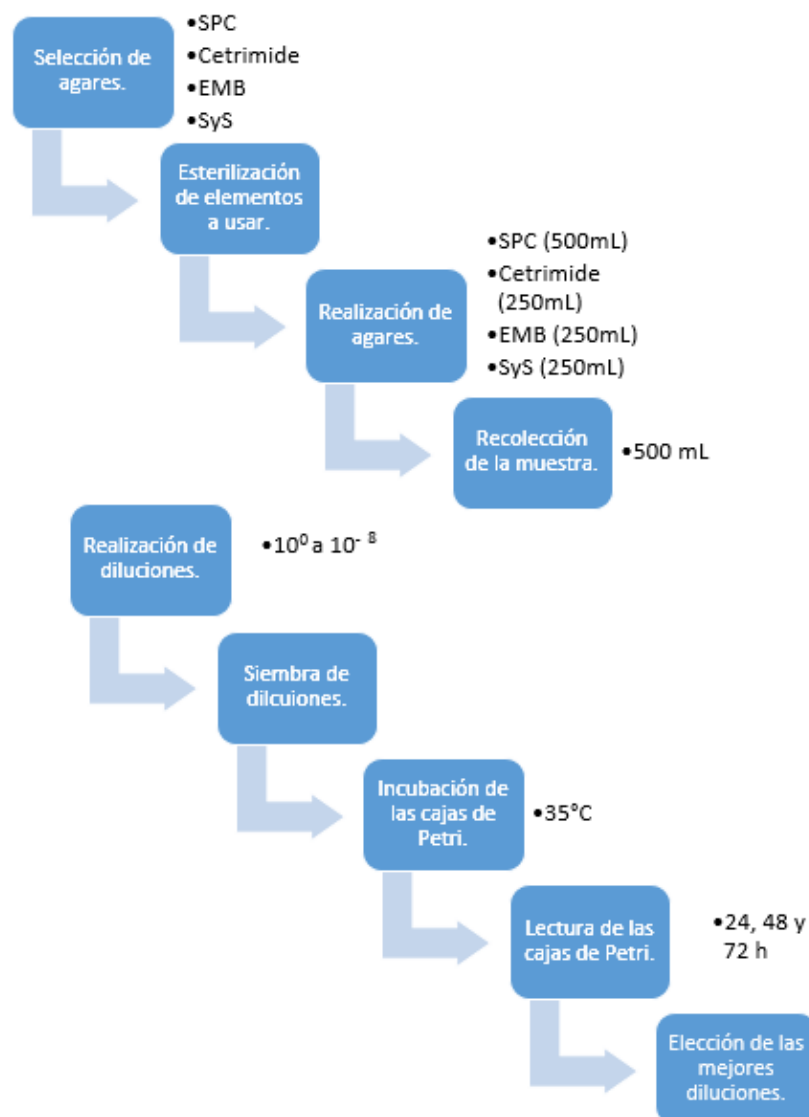 Selección de
agares.
•SPC
•Cetrimide
•EMB
•SyS
Esterilización
de elementos
a usar.
Realización de
agares.
•SPC (500mL)
•Cetrimide
(250mL)
•EMB (250mL)
•SyS (250mL)
Recolección
de la muestra.
•500 mL
Realización de
diluciones.
•10⁰ a 10⁻ ⁸
Siembra de
dilcuiones.
Incubación de
las cajas de
Petri.
•35°C
Lectura de las
cajas de Petri.
•24, 48 y
72 h
Elección de las
mejores
diluciones.